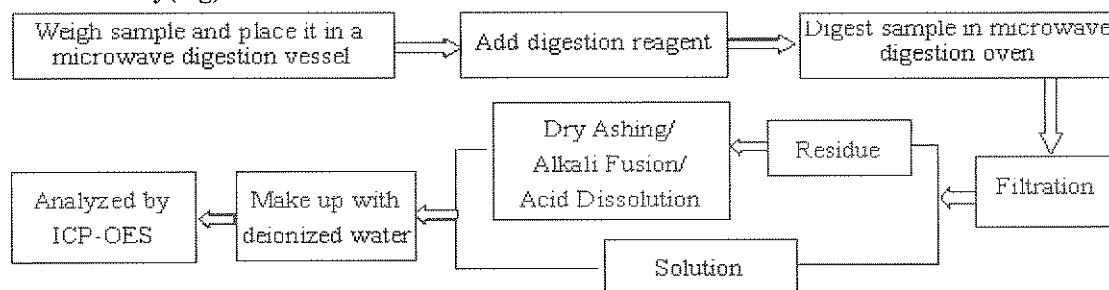 Weigh sample and place it in a
microwave digestion vessel
Add digestion reagent
Digest sample in microwave
digestion oven
Filtration
Residue
Dry Ashing/
Alkali Fusion/
Acid Dissolution
Solution
Make up with
deionized water
Analyzed by
ICP-OES